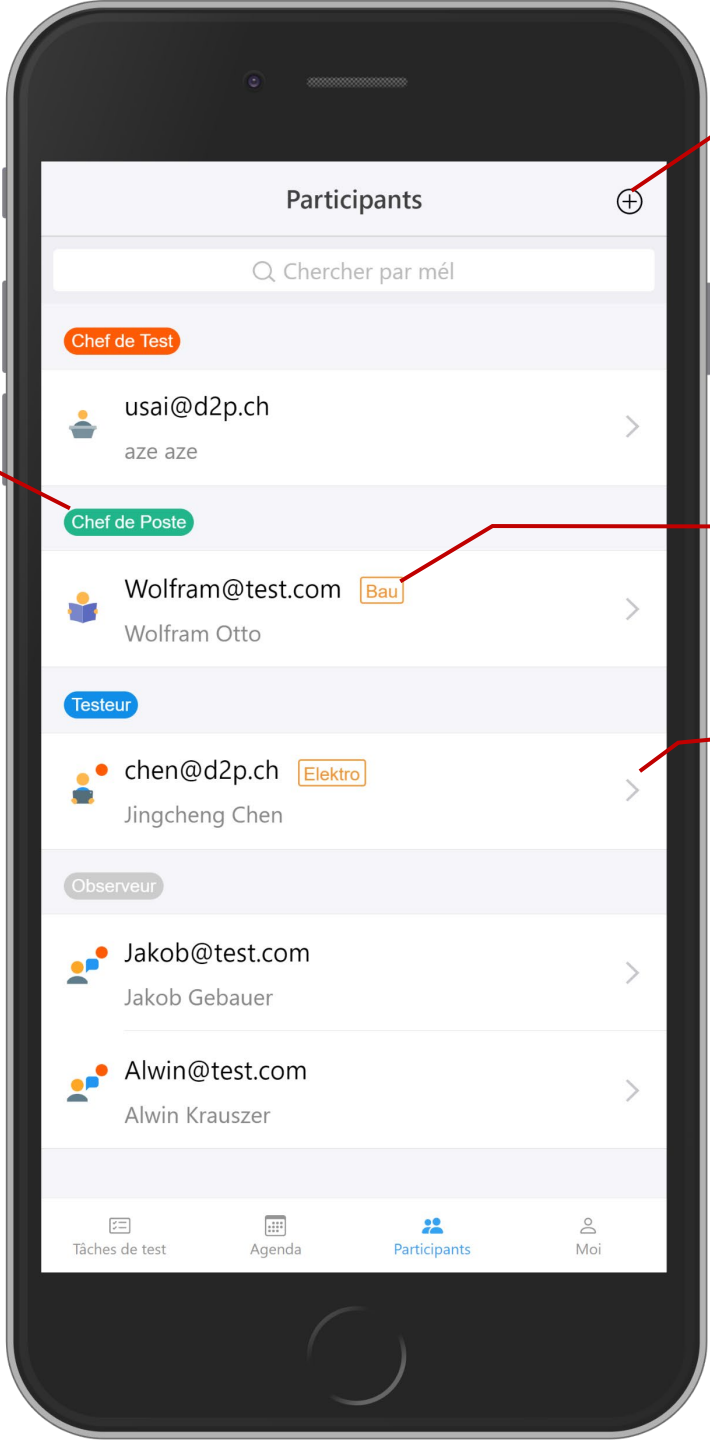 Participants
Chercher par mél
Chef de Test
usai@d2p.ch
aze aze
Chef de Poste
Wolfram@test.com Bau
Wolfram Otto
Testeur
chen@d2p.ch Elektro
Jingcheng Chen
Observeur
Jakob@test.com
Jakob Gebauer
Alwin@test.com
Alwin Krauszer
Tâches de test Agenda Participants Moi